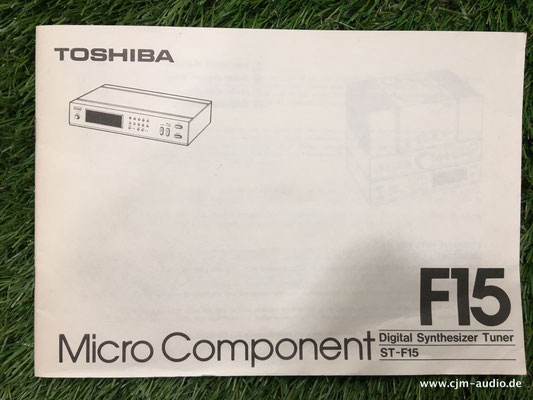 TOSHIBA
F15
Micro Component
Digital Synthesizer Tuner
ST-F15
www.cjm-audio.de